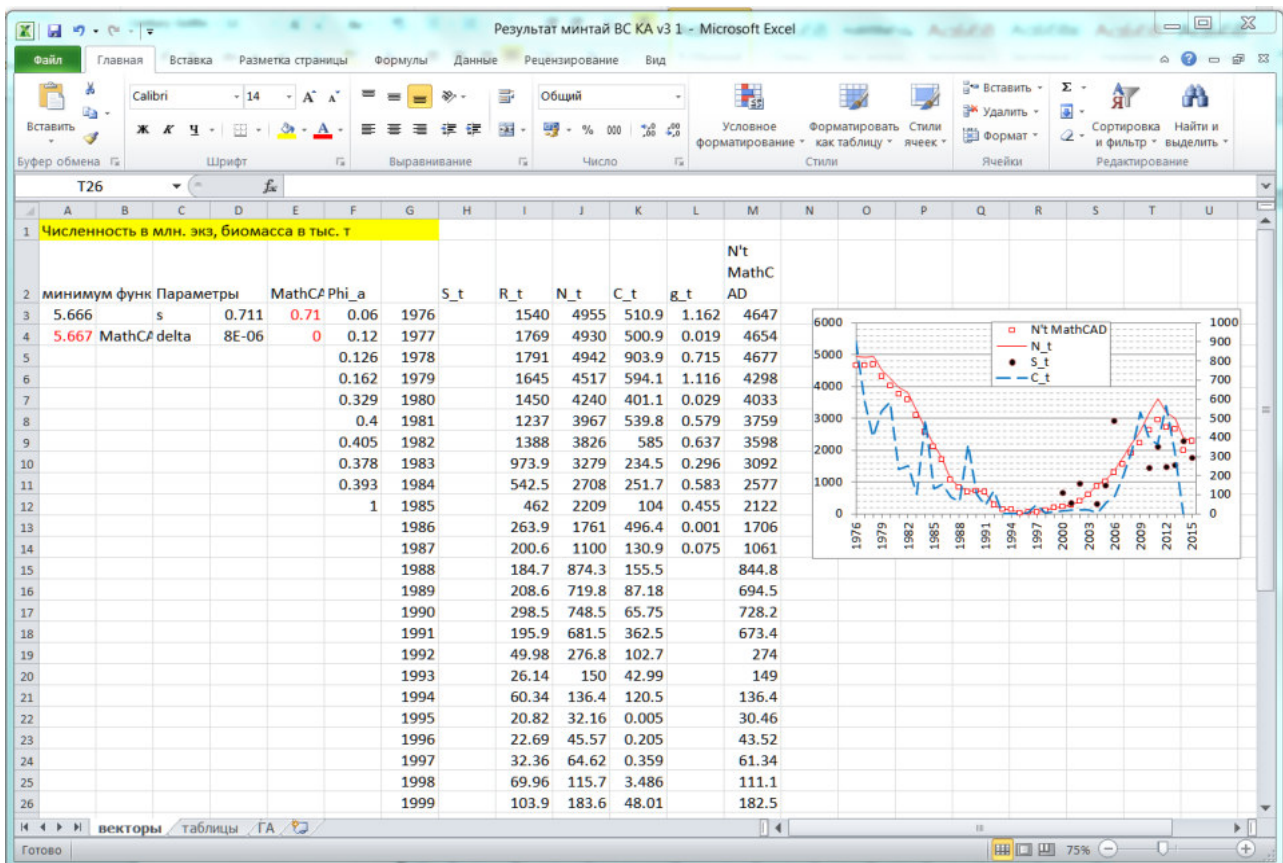 Результат минтай ВС КА v3 1 - Microsoft Excel
Файл Главная Вставка Разметка страницы Формулы Данные Рецензирование Вид
Calibri 14 Общий Вставить
Вставить Ж К Ч % 000 Условное форматирование Форматировать как таблицу Стили ячеек Удалить Формат Сортировка и фильтр Найти и выделить
Буфер обмена Шрифт Выравнивание Число Стили Ячейки Редактирование
T26 fx
A B C D E F G H I J K L M N O P Q R S T U
1 Численность в млн. экз, биомасса в тыс. т
2 минимум функ Параметры MathCA Phi_a S_t R_t N_t C_t g_t N't MathCAD
3 5.666 s 0.711 0.71 0.06 1976 1540 4955 510.9 1.162 4647
4 5.667 MathCA delta 8E-06 0 0.12 1977 1769 4930 500.9 0.019 4654
5 0.126 1978 1791 4942 903.9 0.715 4677
6 0.162 1979 1645 4517 594.1 1.116 4298
7 0.329 1980 1450 4240 401.1 0.029 4033
8 0.4 1981 1237 3967 539.8 0.579 3759
9 0.405 1982 1388 3826 585 0.637 3598
10 0.378 1983 973.9 3279 234.5 0.296 3092
11 0.393 1984 542.5 2708 251.7 0.583 2577
12 1 1985 462 2209 104 0.455 2122
13 1986 263.9 1761 496.4 0.001 1706
14 1987 200.6 1100 130.9 0.075 1061
15 1988 184.7 874.3 155.5 844.8
16 1989 208.6 719.8 87.18 694.5
17 1990 298.5 748.5 65.75 728.2
18 1991 195.9 681.5 362.5 673.4
19 1992 49.98 276.8 102.7 274
20 1993 26.14 150 42.99 149
21 1994 60.34 136.4 120.5 136.4
22 1995 20.82 32.16 0.005 30.46
23 1996 22.69 45.57 0.205 43.52
24 1997 32.36 64.62 0.359 61.34
25 1998 69.96 115.7 3.486 111.1
26 1999 103.9 183.6 48.01 182.5
6000 5000 4000 3000 2000 1000 0
N't MathCAD
N_t
S_t
C_t
1000 900 800 700 600 500 400 300 200 100 0
1976 1979 1982 1985 1988 1991 1994 1997 2000 2003 2006 2009 2012 2015
векторы таблицы ГА
Готово 75%